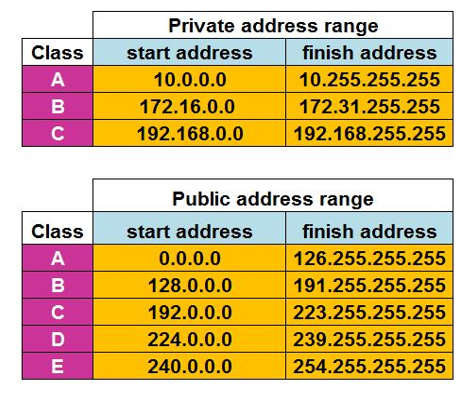 Private address range
Class start address finish address
A 10.0.0.0 10.255.255.255
B 172.16.0.0 172.31.255.255
C 192.168.0.0 192.168.255.255
Public address range
Class start address finish address
A 0.0.0.0 126.255.255.255
B 128.0.0.0 191.255.255.255
C 192.0.0.0 223.255.255.255
D 224.0.0.0 239.255.255.255
E 240.0.0.0 254.255.255.255